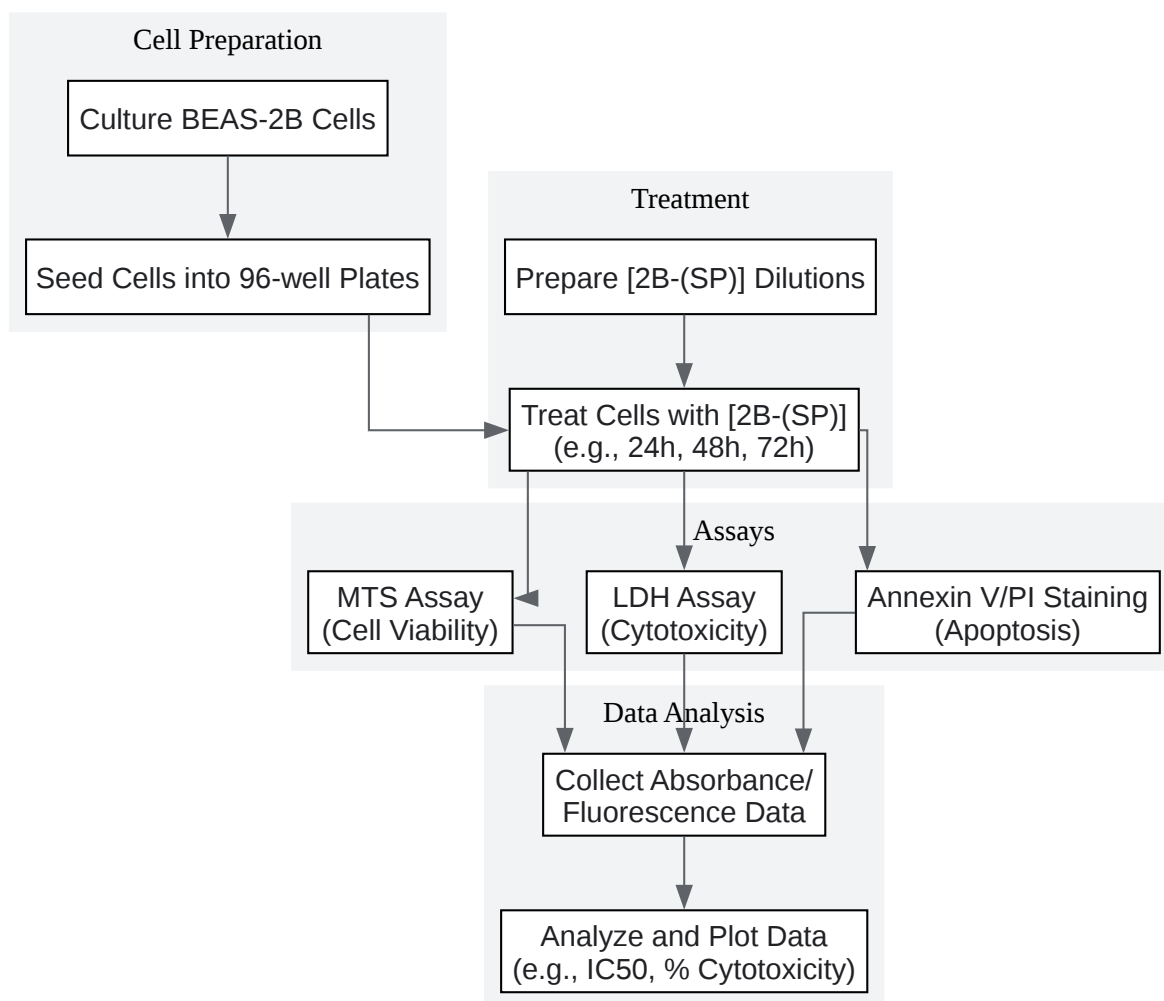 Cell Preparation
Culture BEAS-2B Cells
Seed Cells into 96-well Plates
Treatment
Prepare [2B-(SP)] Dilutions
Treat Cells with [2B-(SP)]
(e.g., 24h, 48h, 72h)
Assays
MTS Assay
(Cell Viability)
LDH Assay
(Cytotoxicity)
Annexin V/PI Staining
(Apoptosis)
Data Analysis
Collect Absorbance/
Fluorescence Data
Analyze and Plot Data
(e.g., IC50, % Cytotoxicity)